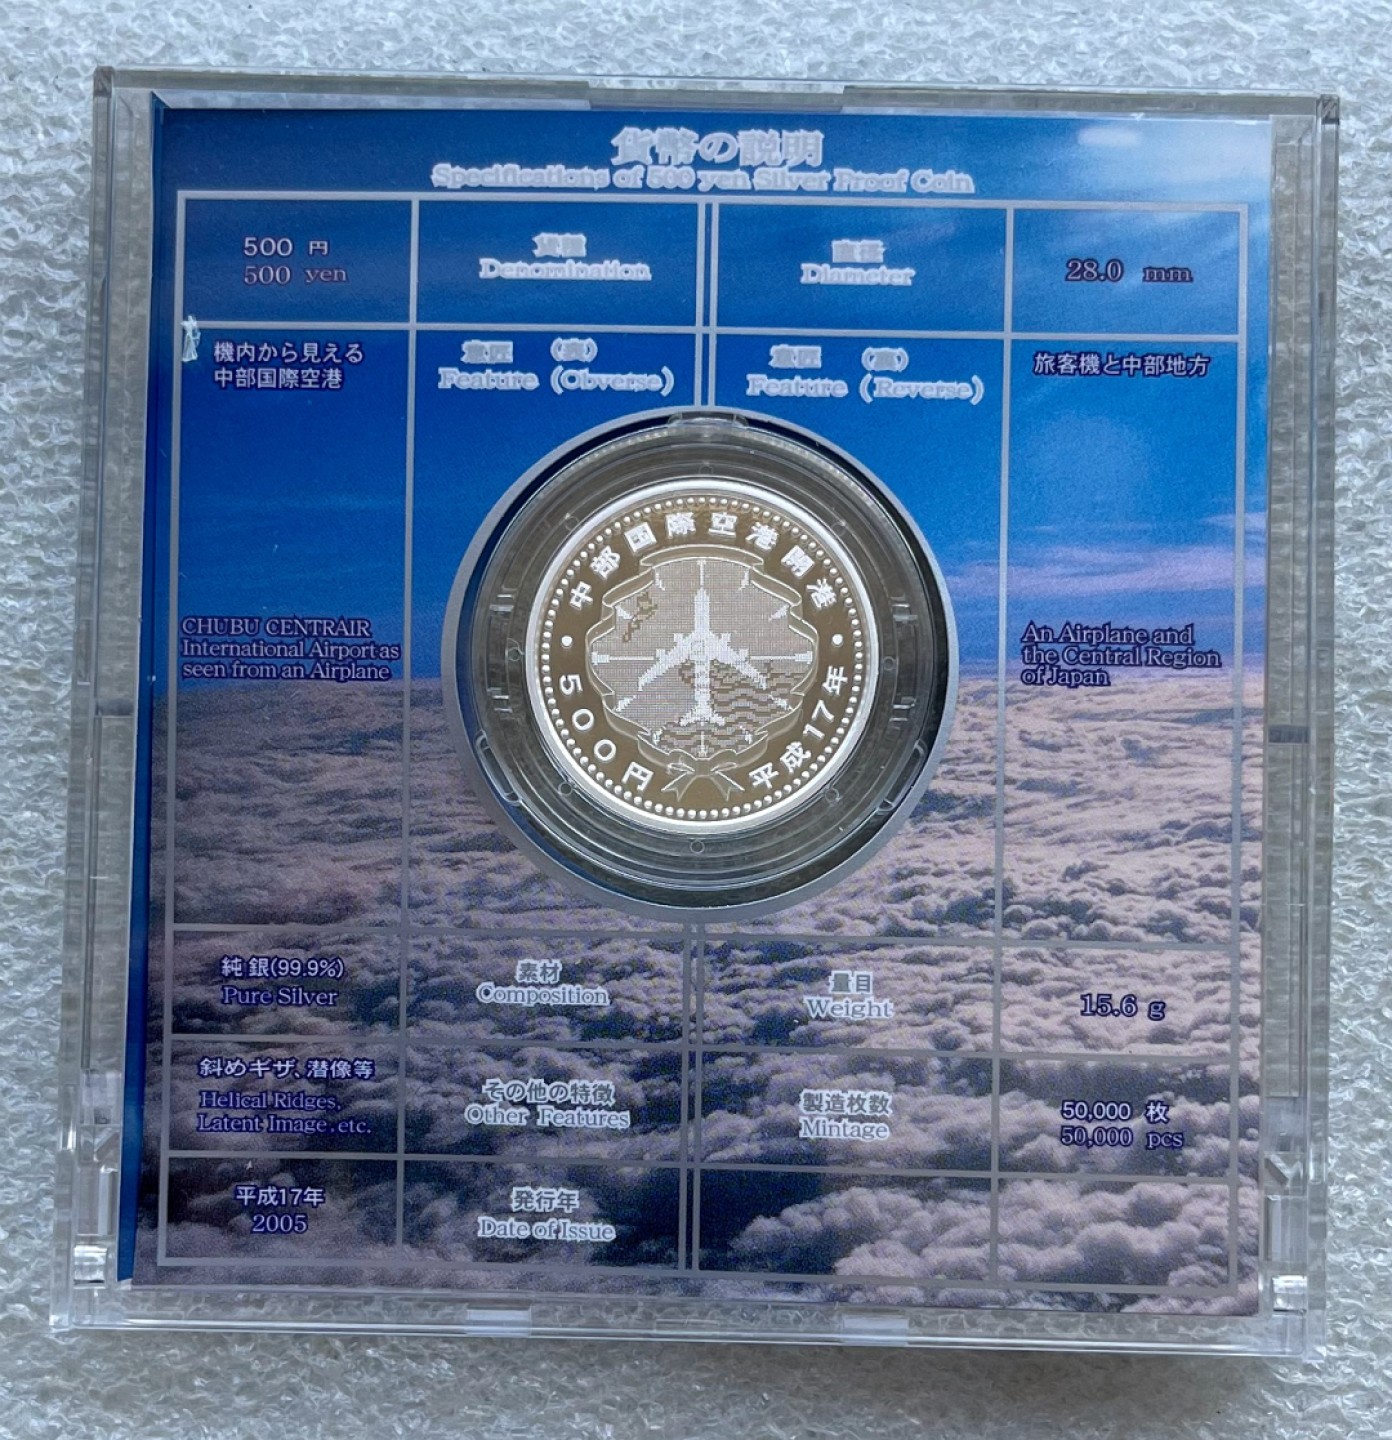 貨幣の説明
Specifications of 500 yen Silver Proof Coin
500 円
500 yen
貨種
Denomination
直径
Diameter
28.0 mm
機内から見える
中部国際空港
CHUBU CENTRAIR
International Airport as
seen from an Airplane
意匠 （表）
Feature (Obverse)
意匠 （裏）
Feature (Reverse)
旅客機と中部地方
An Airplane and
the Central Region
of Japan
中部国際空港開港
500円
平成17年
純銀(99.9%)
Pure Silver
素材
Composition
量目
Weight
15.6 g
斜めギザ、潜像等
Helical Ridges,
Latent Image, etc.
その他の特徴
Other Features
製造枚数
Mintage
50,000 枚
50,000 pcs
平成17年
2005
発行年
Date of Issue